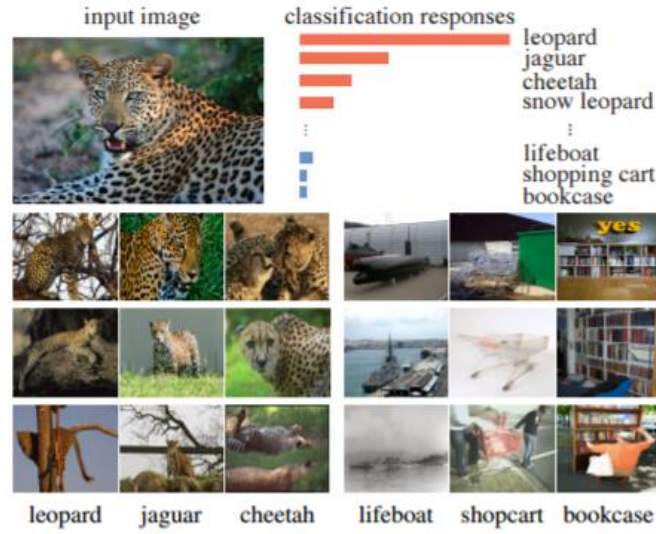 input image
classification responses
leopard
jaguar
cheetah
snow leopard
lifeboat
shopping cart
bookcase
yes
leopard
jaguar
cheetah
lifeboat
shopcart
bookcase